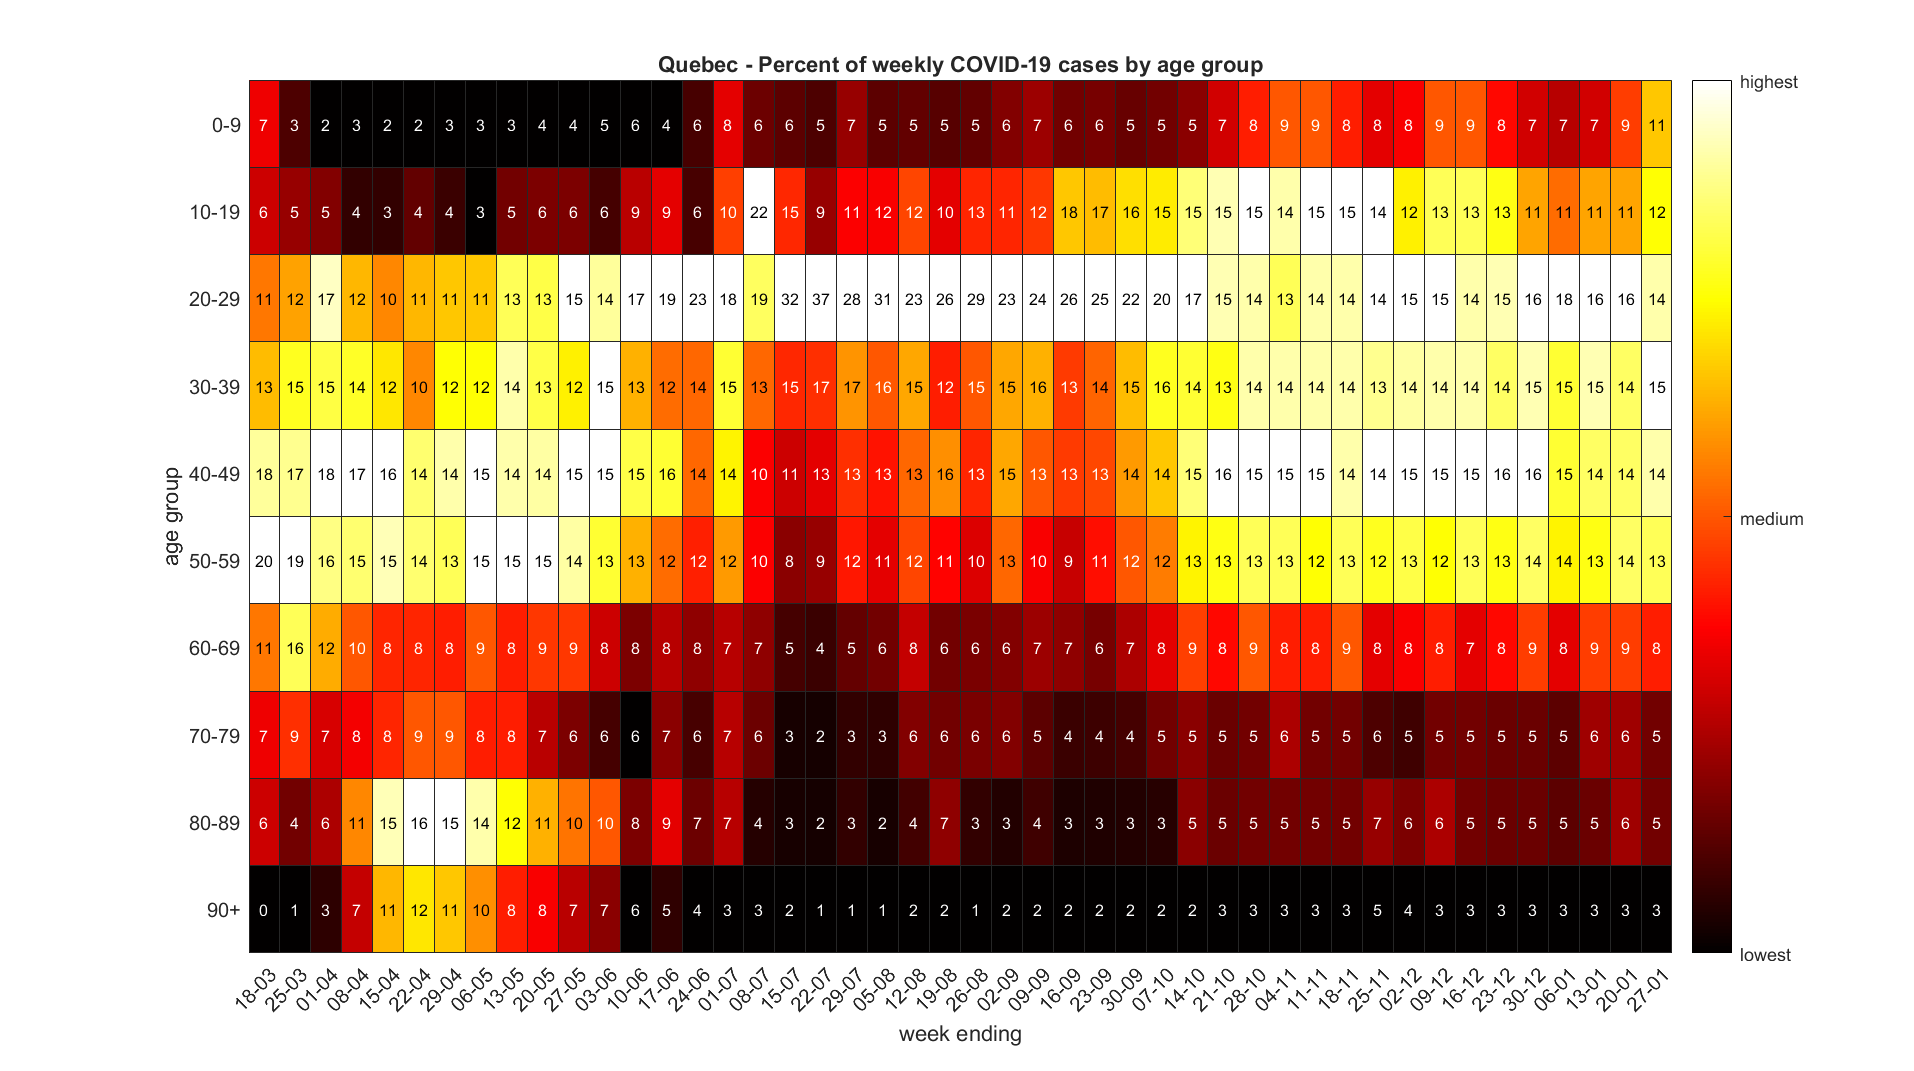 Quebec - Percent of weekly COVID-19 cases by age group
highest
0-9 7 3 2 3 2 2 3 3 3 4 4 5 6 4 6 8 6 6 5 7 5 5 5 5 6 7 6 6 5 5 5 7 8 9 9 8 8 8 9 9 8 7 7 7 9 11
10-19 6 5 5 4 3 4 4 3 5 6 6 6 9 9 6 10 22 15 9 11 12 12 10 13 11 12 18 17 16 15 15 15 15 14 15 15 14 12 13 13 13 11 11 11 11 12
20-29 11 12 17 12 10 11 11 11 13 13 15 14 17 19 23 18 19 32 37 28 31 23 26 29 23 24 26 25 22 20 17 15 14 13 14 14 14 15 15 14 15 16 18 16 16 14
30-39 13 15 15 14 12 10 12 12 14 13 12 15 13 12 14 15 13 15 17 17 16 15 12 15 15 16 13 14 15 16 14 13 14 14 14 14 13 14 14 14 14 15 15 15 14 15
40-49 18 17 18 17 16 14 14 15 14 14 15 15 15 16 14 14 10 11 13 13 13 13 16 13 15 13 13 13 14 14 15 16 15 15 15 14 14 15 15 15 16 16 15 14 14 14
medium
50-59 20 19 16 15 15 14 13 15 15 15 14 13 13 12 12 12 10 8 9 12 11 12 11 10 13 10 9 11 12 12 13 13 13 13 12 13 12 13 12 13 13 14 14 13 14 13
60-69 11 16 12 10 8 8 8 9 8 9 9 8 8 8 8 7 7 5 4 5 6 8 6 6 6 7 7 6 7 8 9 8 9 8 8 9 8 8 8 7 8 9 8 9 9 8
70-79 7 9 7 8 8 9 9 8 8 7 6 6 6 7 6 7 6 3 2 3 3 6 6 6 6 5 4 4 4 5 5 5 5 6 5 5 6 5 5 5 5 5 5 6 6 5
80-89 6 4 6 11 15 16 15 14 12 11 10 10 8 9 7 7 4 3 2 3 2 4 7 3 3 4 3 3 3 3 5 5 5 5 5 5 7 6 6 5 5 5 5 5 6 5
90+ 0 1 3 7 11 12 11 10 8 8 7 7 6 5 4 3 3 2 1 1 1 2 2 1 2 2 2 2 2 2 2 3 3 3 3 3 5 4 3 3 3 3 3 3 3 3
lowest
age group
18-03 25-03 01-04 08-04 15-04 22-04 29-04 06-05 13-05 20-05 27-05 03-06 10-06 17-06 24-06 01-07 08-07 15-07 22-07 29-07 05-08 12-08 19-08 26-08 02-09 09-09 16-09 23-09 30-09 07-10 14-10 21-10 28-10 04-11 11-11 18-11 25-11 02-12 09-12 16-12 23-12 30-12 06-01 13-01 20-01 27-01
week ending